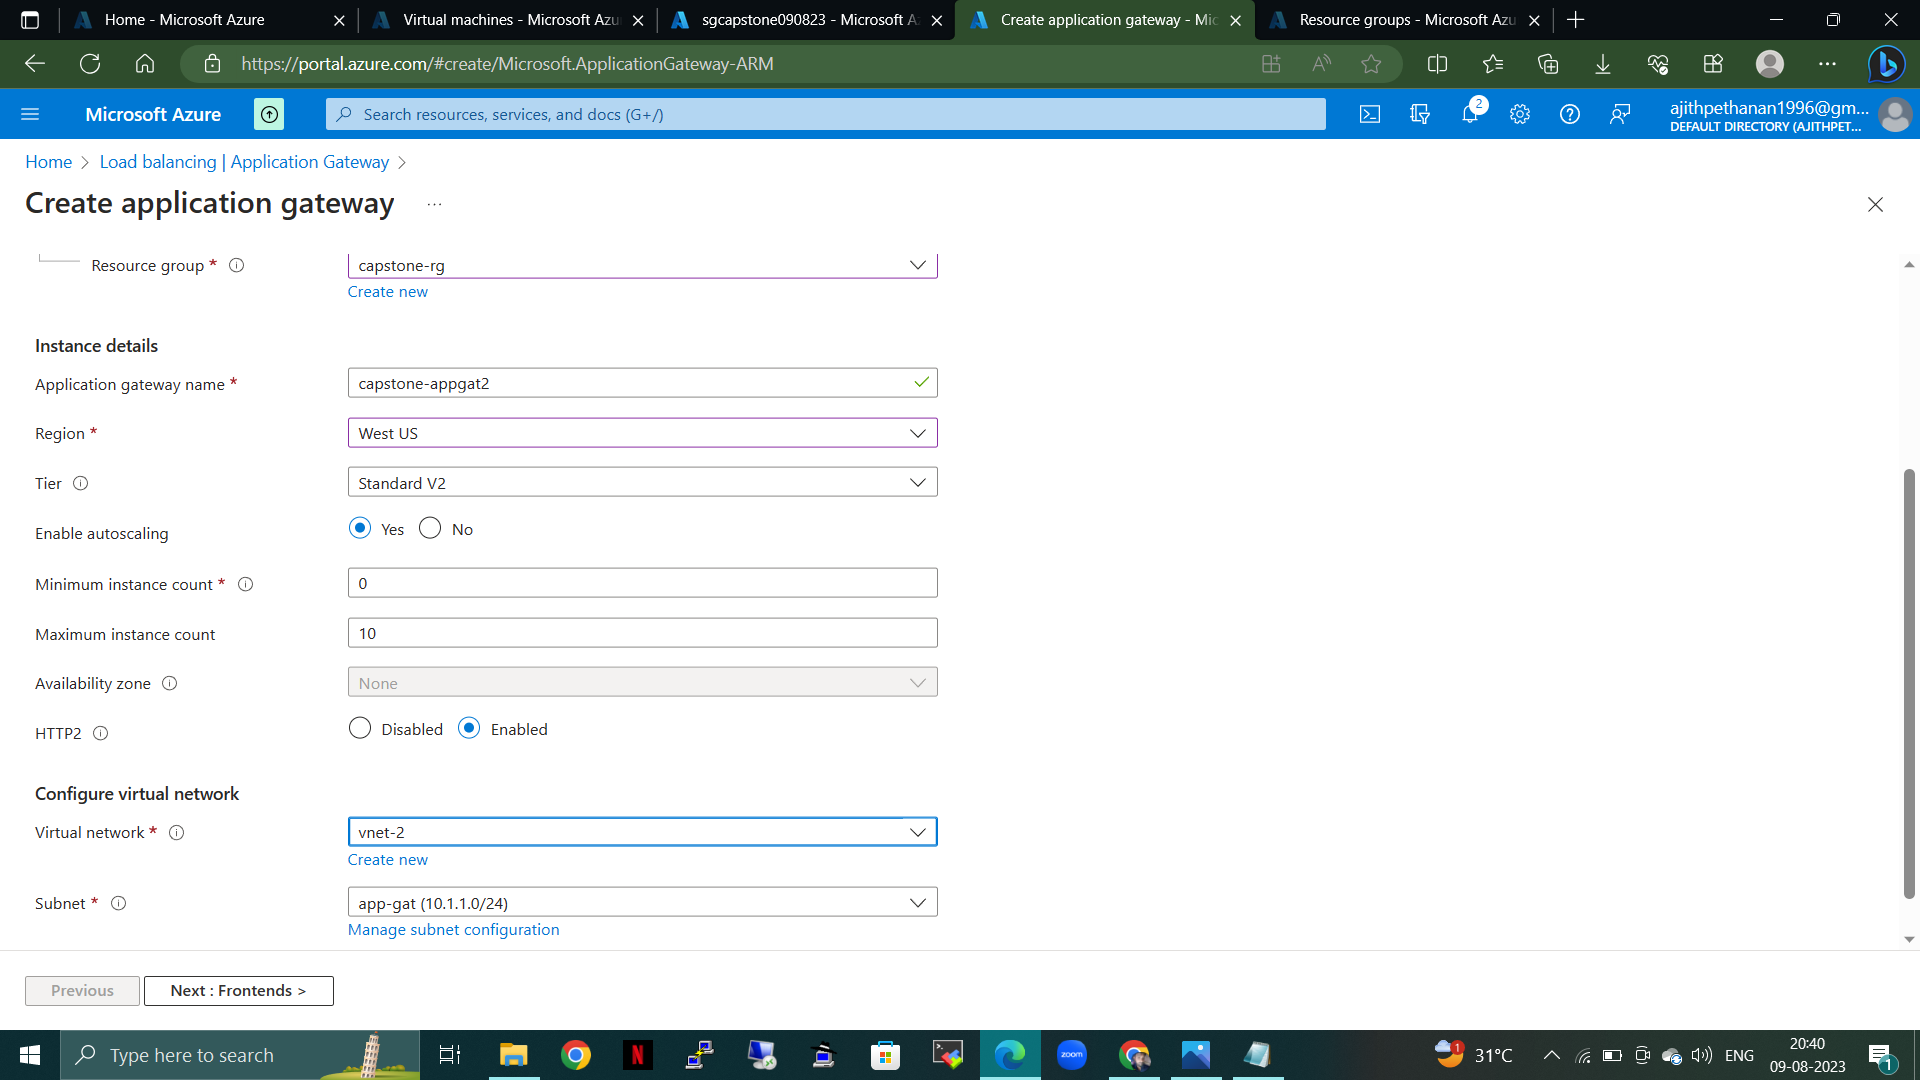 Home - Microsoft Azure
Virtual machines - Microsoft Azu
sgcapstone090823 - Microsoft A
Create application gateway - Mic
Resource groups - Microsoft Azu
https://portal.azure.com/#create/Microsoft.ApplicationGateway-ARM
Microsoft Azure
Search resources, services, and docs (G+/)
2
ajithpethanan1996@gm...
DEFAULT DIRECTORY (AJITHPET...
Home > Load balancing | Application Gateway >
Create application gateway ...
Resource group *
capstone-rg
Create new
Instance details
Application gateway name *
capstone-appgat2
Region *
West US
Tier
Standard V2
Enable autoscaling
Yes
No
Minimum instance count *
0
Maximum instance count
10
Availability zone
None
HTTP2
Disabled
Enabled
Configure virtual network
Virtual network *
vnet-2
Create new
Subnet *
app-gat (10.1.1.0/24)
Manage subnet configuration
Previous
Next : Frontends >
Type here to search
N
zoom
1
31°C
ENG
20:40
09-08-2023
1